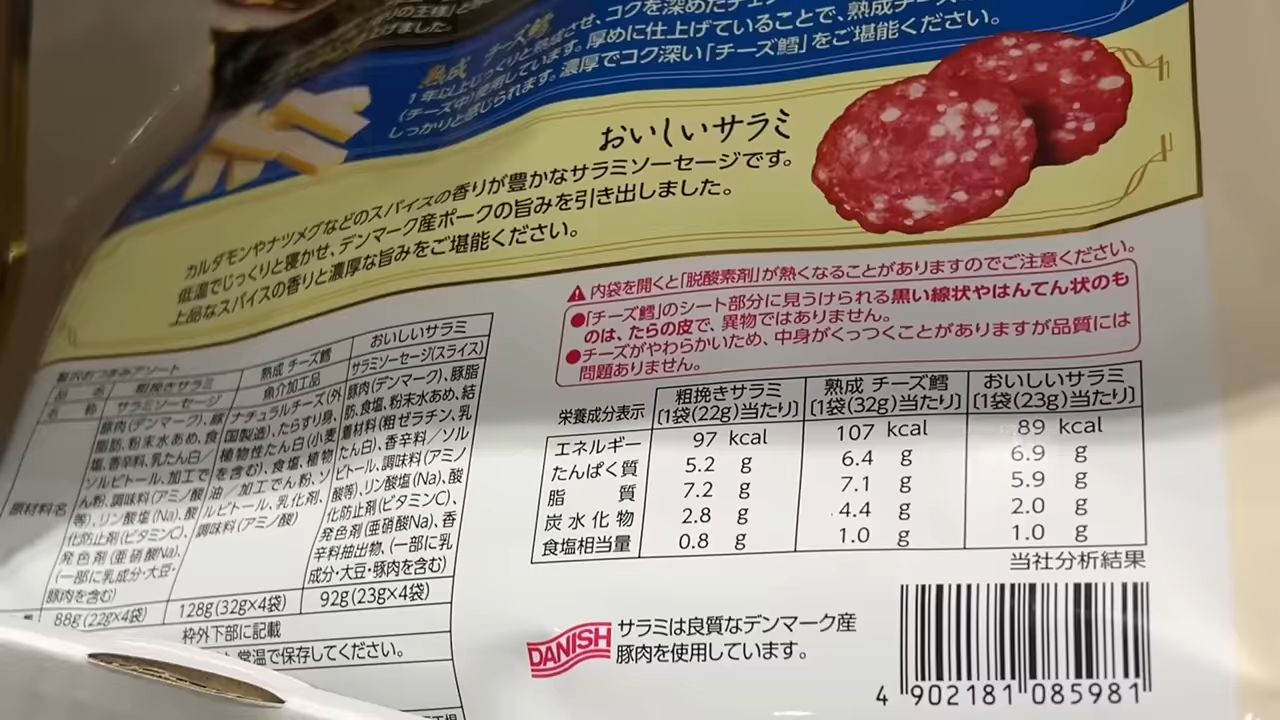 りの王様」と
げました。
熟成 チーズ鱈
1年以上じっくりと熟成させ、コクを深めたチェ
(チーズ中)使用しています。厚めに仕上げていることで、熟成チーズ
しっかりと感じられます。濃厚でコク深い「チーズ鱈」をご堪能ください。
おいしいサラミ
カルダモンやナツメグなどのスパイスの香りが豊かなサラミソーセージです。
低温でじっくりと寝かせ、デンマーク産ポークの旨みを引き出しました。
上品なスパイスの香りと濃厚な旨みをご堪能ください。
内袋を開くと「脱酸素剤」が熱くなることがありますのでご注意ください。
●「チーズ鱈」のシート部分に見うけられる黒い線状やはんてん状のも
のは、たらの皮で、異物ではありません。
●チーズがやわらかいため、中身がくっつくことがありますが品質には
問題ありません。
贅沢おつまみアソート
品名 粗挽きサラミ 熟成 チーズ鱈 おいしいサラミ
名称 サラミソーセージ 魚介加工品 サラミソーセージ(スライス)
原材料名
豚肉(デンマーク)、豚
脂肪、粉末水あめ、食
塩、香辛料、乳たん白/
ソルビトール、加工で
ん粉、調味料(アミノ酸
等)、リン酸塩(Na)、酸
化防止剤(ビタミンC)、
発色剤(亜硝酸Na)、
(一部に乳成分・大豆・
豚肉を含む)
ナチュラルチーズ(外
国製造)、たらすり身、
植物性たん白(小麦
を含む)、食塩、植物
油/加工でん粉、ソ
ルビトール、乳化剤、
調味料(アミノ酸)
豚肉(デンマーク)、豚脂
肪、食塩、粉末水あめ、結
着材料(粗ゼラチン、乳
たん白)、香辛料/ソル
ビトール、調味料(アミノ
酸等)、リン酸塩(Na)、酸
化防止剤(ビタミンC)、
発色剤(亜硝酸Na)、香
辛料抽出物、(一部に乳
成分・大豆・豚肉を含む)
88g(22g×4袋) 128g(32g×4袋) 92g(23g×4袋)
枠外下部に記載
常温で保存してください。
栄養成分表示 粗挽きサラミ [1袋(22g)当たり] 熟成 チーズ鱈 [1袋(32g)当たり] おいしいサラミ [1袋(23g)当たり]
エネルギー 97 kcal 107 kcal 89 kcal
たんぱく質 5.2 g 6.4 g 6.9 g
脂質 7.2 g 7.1 g 5.9 g
炭水化物 2.8 g 4.4 g 2.0 g
食塩相当量 0.8 g 1.0 g 1.0 g
当社分析結果
DANISH
サラミは良質なデンマーク産
豚肉を使用しています。
4 902181 085981